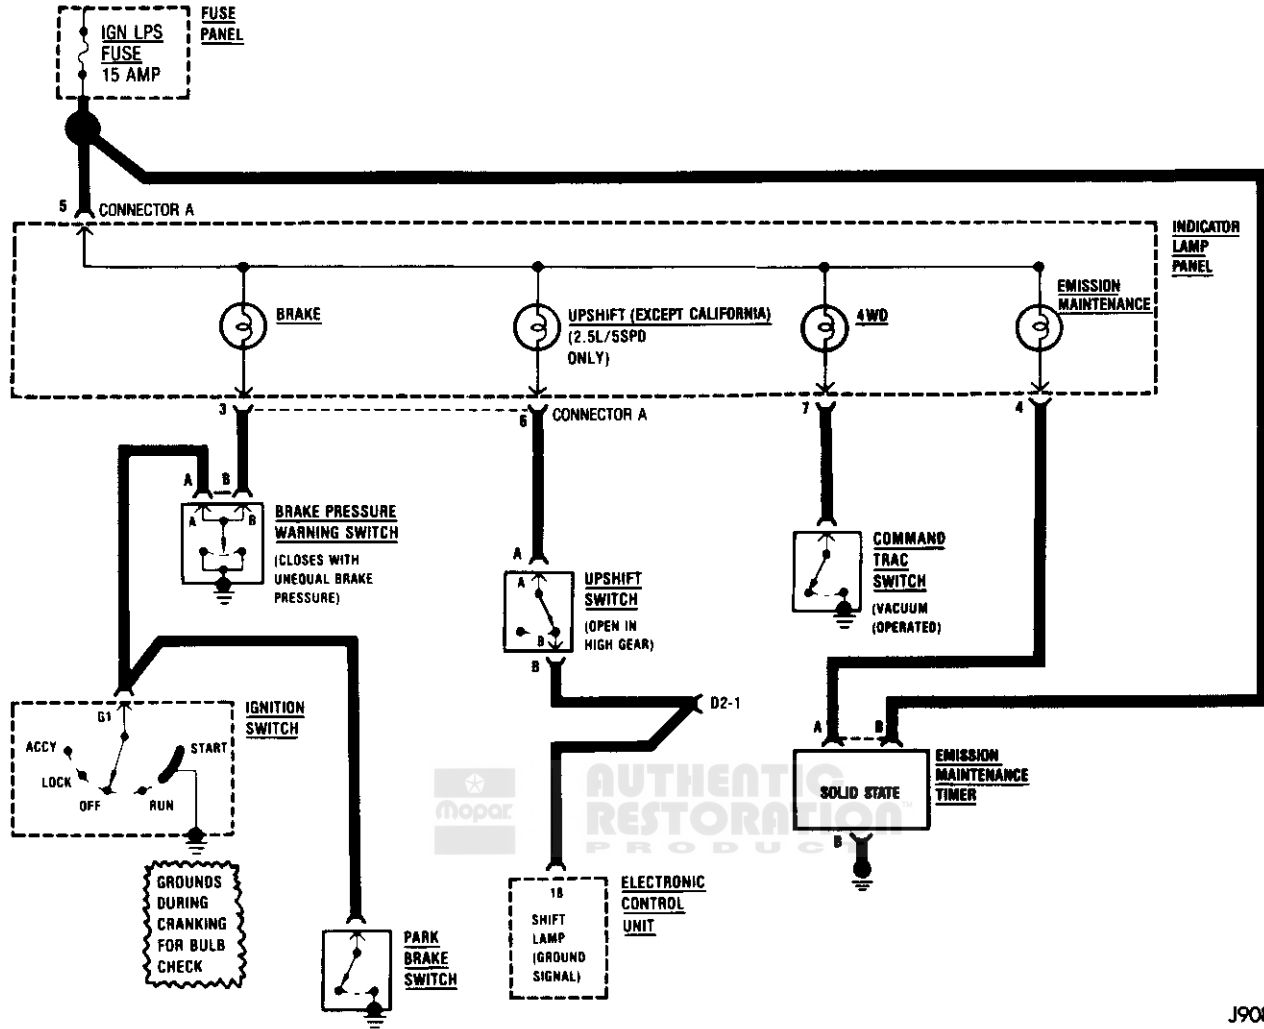 IGN LPS
FUSE
15 AMP
FUSE
PANEL
5 CONNECTOR A
INDICATOR
LAMP
PANEL
BRAKE
UPSHIFT (EXCEPT CALIFORNIA)
(2.5L/5SPD
ONLY)
4WD
EMISSION
MAINTENANCE
3
6 CONNECTOR A
7
4
A B
A B
BRAKE PRESSURE
WARNING SWITCH
(CLOSES WITH
UNEQUAL BRAKE
PRESSURE)
A
A
B
B
UPSHIFT
SWITCH
(OPEN IN
HIGH GEAR)
COMMAND
TRAC
SWITCH
(VACUUM
(OPERATED)
D2-1
G1
IGNITION
SWITCH
ACCY
LOCK
OFF
RUN
START
GROUNDS
DURING
CRANKING
FOR BULB
CHECK
PARK
BRAKE
SWITCH
18
SHIFT
LAMP
(GROUND
SIGNAL)
ELECTRONIC
CONTROL
UNIT
A B
SOLID STATE
B
EMISSION
MAINTENANCE
TIMER
Mopar
AUTHENTIC
RESTORATION™
PRODUCT
J908